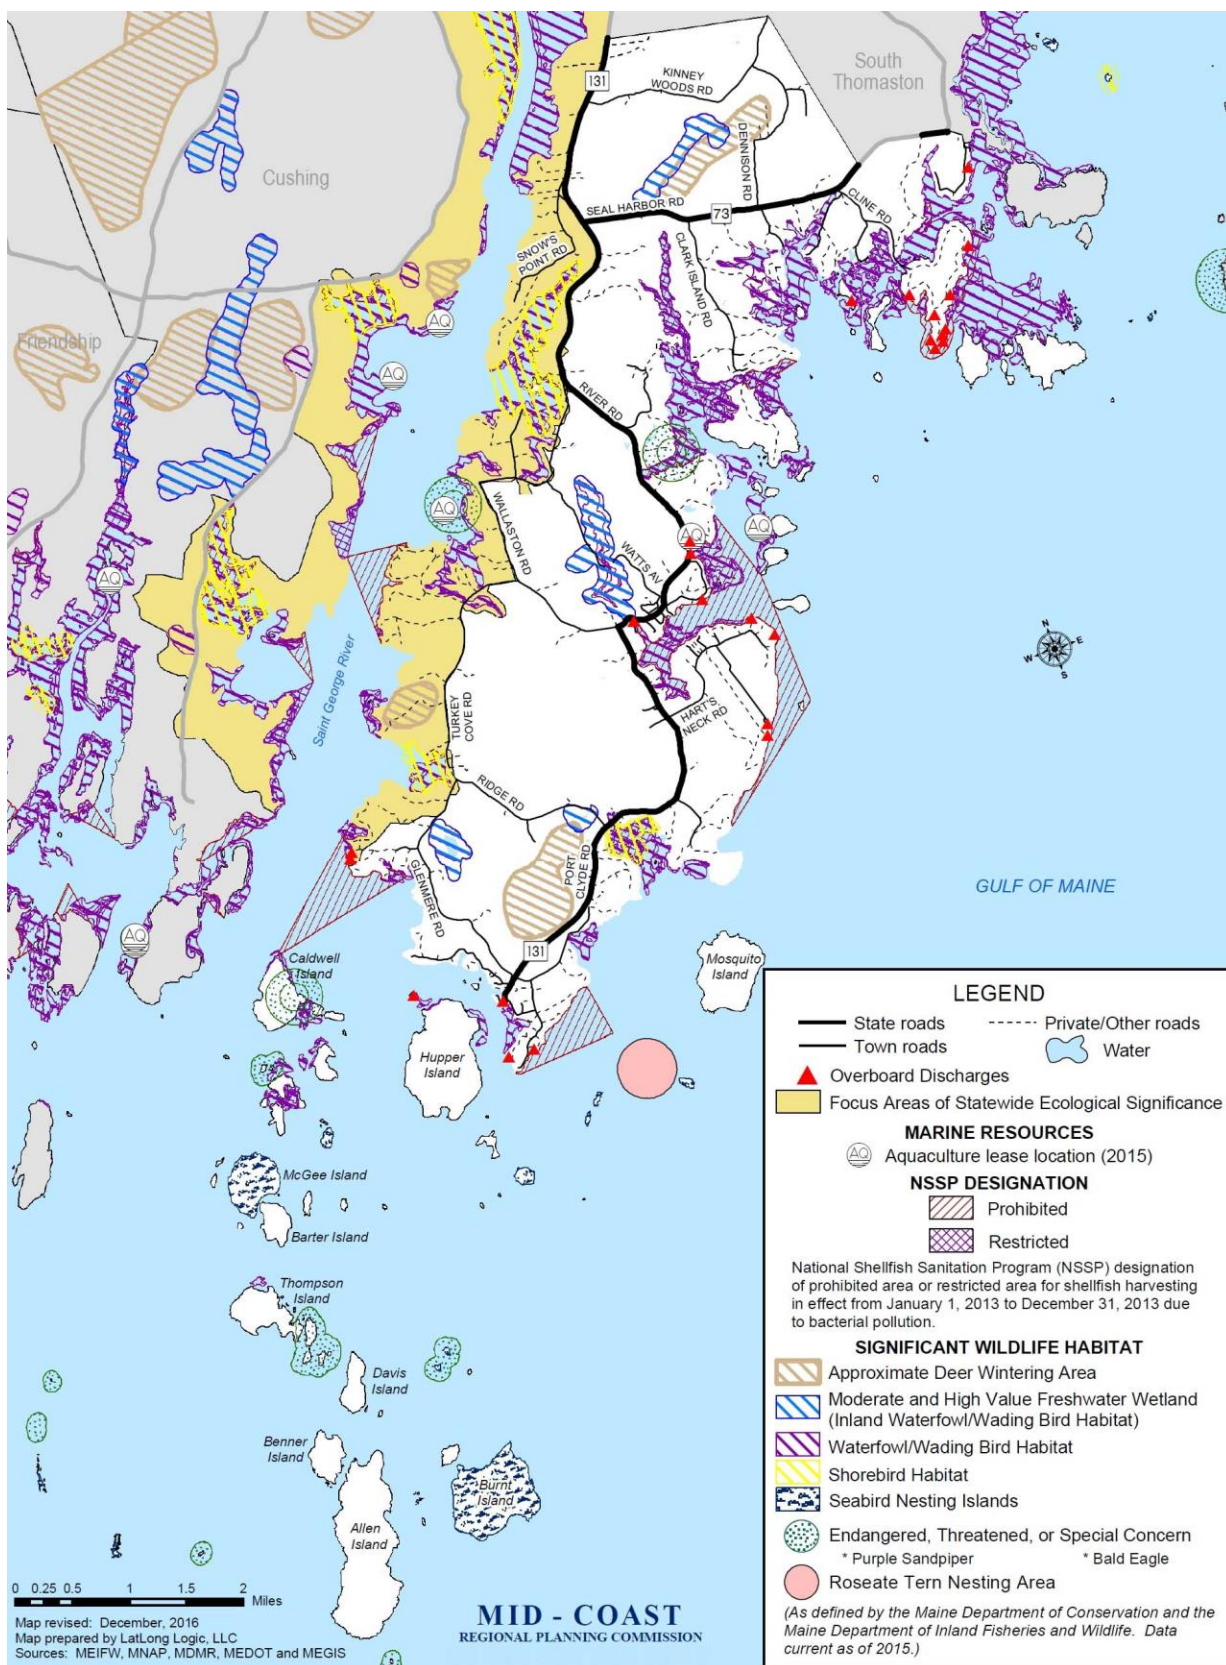 131
KINNEY
WOODS RD
South
Thomaston
DENNISON RD
Cushing
SEAL HARBOR RD
73
CLINE RD
SNOW'S
POINT RD
CLARK ISLAND RD
AQ
Friendship
AQ
RIVER RD
AQ
AQ
AQ
WALLASTON RD
WATTS AV
AQ
N
W
E
S
Saint George River
TURKEY
COVE RD
HART'S
NECK RD
RIDGE RD
GLENMERE RD
PORT
CLYDE RD
GULF OF MAINE
AQ
131
Caldwell
Island
Mosquito
Island
Hupper
Island
McGee Island
Barter Island
Thompson
Island
Davis
Island
Benner
Island
Burnt
Island
Allen
Island
0 0.25 0.5 1 1.5 2
Miles
Map revised: December, 2016
Map prepared by LatLong Logic, LLC
Sources: MEIFW, MNAP, MDMR, MEDOT and MEGIS
MID - COAST
REGIONAL PLANNING COMMISSION
LEGEND
State roads
Private/Other roads
Town roads
Water
Overboard Discharges
Focus Areas of Statewide Ecological Significance
MARINE RESOURCES
AQ Aquaculture lease location (2015)
NSSP DESIGNATION
Prohibited
Restricted
National Shellfish Sanitation Program (NSSP) designation
of prohibited area or restricted area for shellfish harvesting
in effect from January 1, 2013 to December 31, 2013 due
to bacterial pollution.
SIGNIFICANT WILDLIFE HABITAT
Approximate Deer Wintering Area
Moderate and High Value Freshwater Wetland
(Inland Waterfowl/Wading Bird Habitat)
Waterfowl/Wading Bird Habitat
Shorebird Habitat
Seabird Nesting Islands
Endangered, Threatened, or Special Concern
* Purple Sandpiper * Bald Eagle
Roseate Tern Nesting Area
(As defined by the Maine Department of Conservation and the
Maine Department of Inland Fisheries and Wildlife. Data
current as of 2015.)